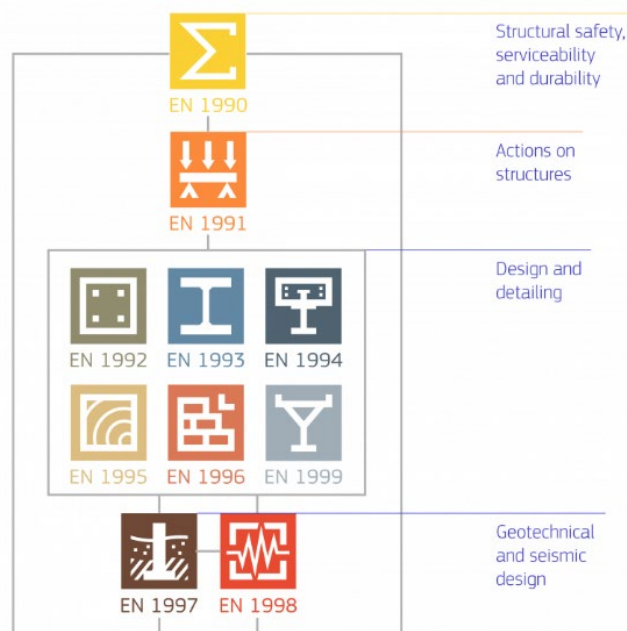 Structural safety,
serviceability
and durability
EN 1990
Actions on
structures
EN 1991
Design and
detailing
EN 1992
EN 1993
EN 1994
EN 1995
EN 1996
EN 1999
Geotechnical
and seismic
design
EN 1997
EN 1998